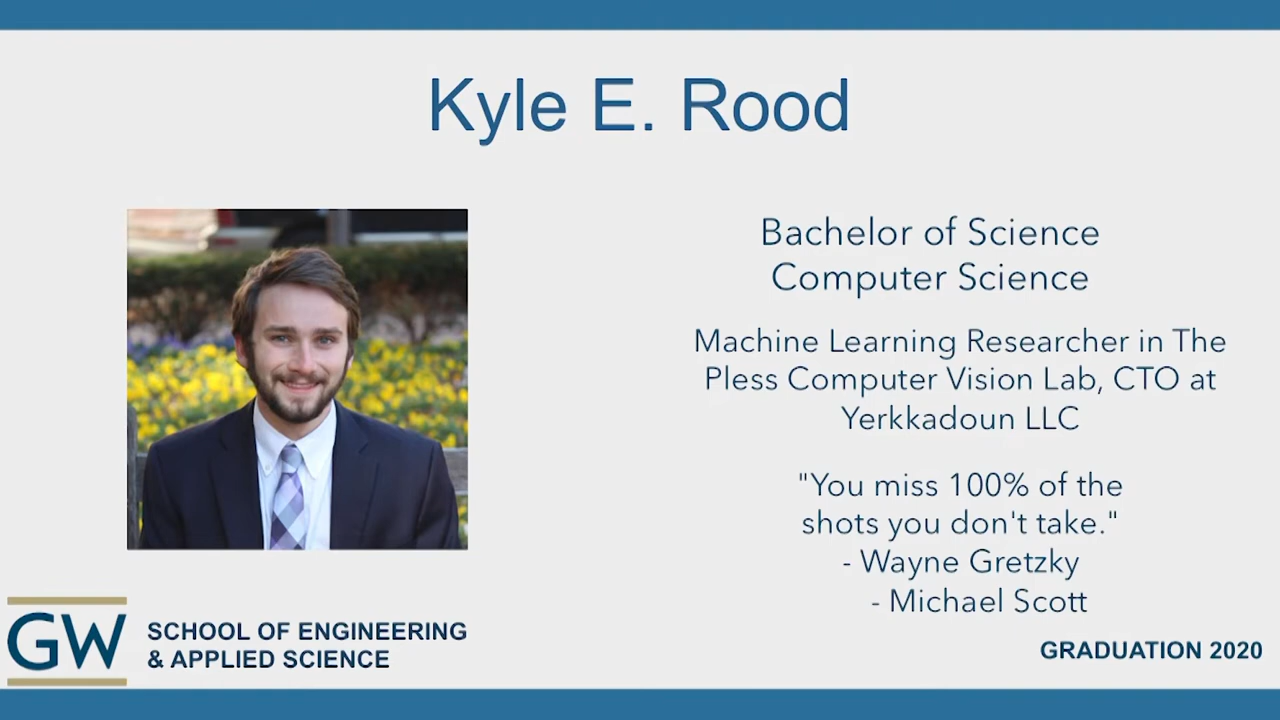 Kyle E. Rood
Bachelor of Science
Computer Science
Machine Learning Researcher in The
Pless Computer Vision Lab, CTO at
Yerkkadoun LLC
"You miss 100% of the
shots you don't take."
- Wayne Gretzky
- Michael Scott
GW
SCHOOL OF ENGINEERING
& APPLIED SCIENCE
GRADUATION 2020